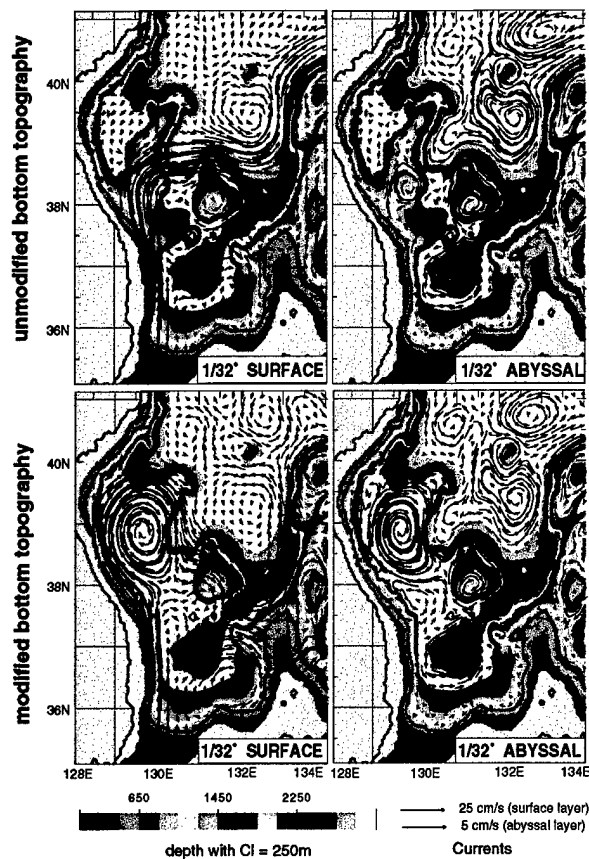 unmodified bottom topography
40N
38N
36N
1/32° SURFACE
1/32° ABYSSAL
modified bottom topography
40N
38N
36N
1/32° SURFACE
1/32° ABYSSAL
128E 130E 132E 134E 130E 132E 134E
650 1450 2250
depth with CI = 250m
25 cm/s (surface layer)
5 cm/s (abyssal layer)
Currents